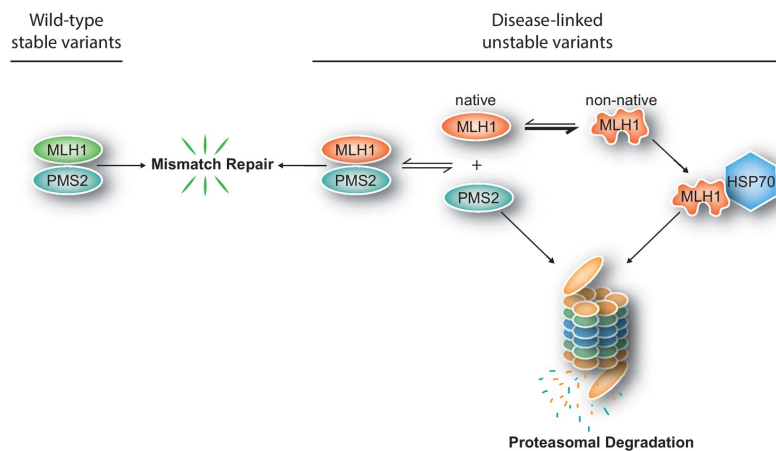 Wild-type
stable variants
Disease-linked
unstable variants
native
non-native
MLH1
MLH1
MLH1
MLH1
PMS2
Mismatch Repair
PMS2
+
PMS2
MLH1
HSP70
Proteasomal Degradation